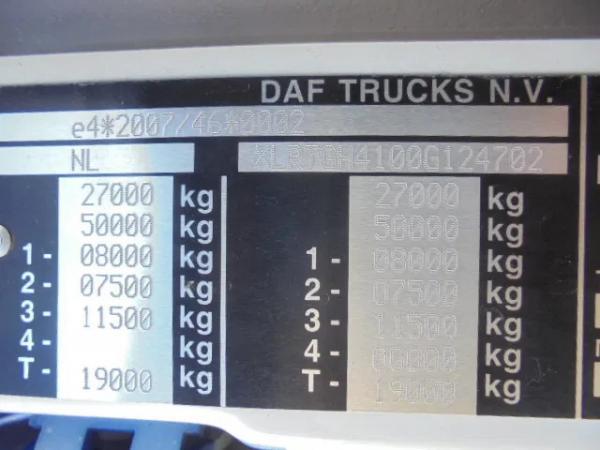 DAF TRUCKS N.V.
e4*2007/46*0002
NL XLRTGH4100G124702
27000 kg 27000 kg
50000 kg 50000 kg
1- 08000 kg 1- 08000 kg
2- 07500 kg 2- 07500 kg
3- 11500 kg 3- 11500 kg
4- kg 4- 00000 kg
T- 19000 kg T- 19000 kg